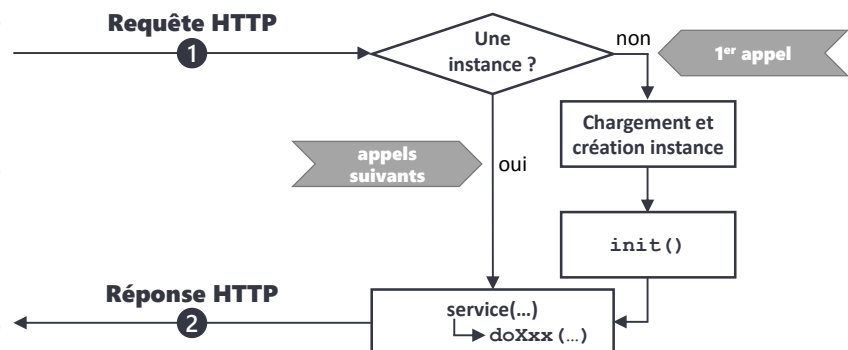 Requête HTTP
1
Une
instance ?
non
1er appel
Chargement et
création instance
appels
suivants
oui
init()
Réponse HTTP
2
service(...)
doXxx(...)